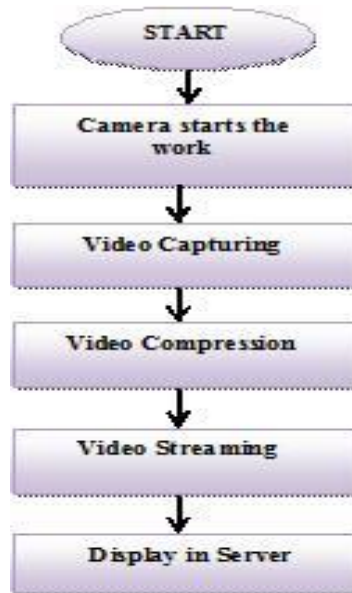 START
Camera starts the
work
Video Capturing
Video Compression
Video Streaming
Display in Server